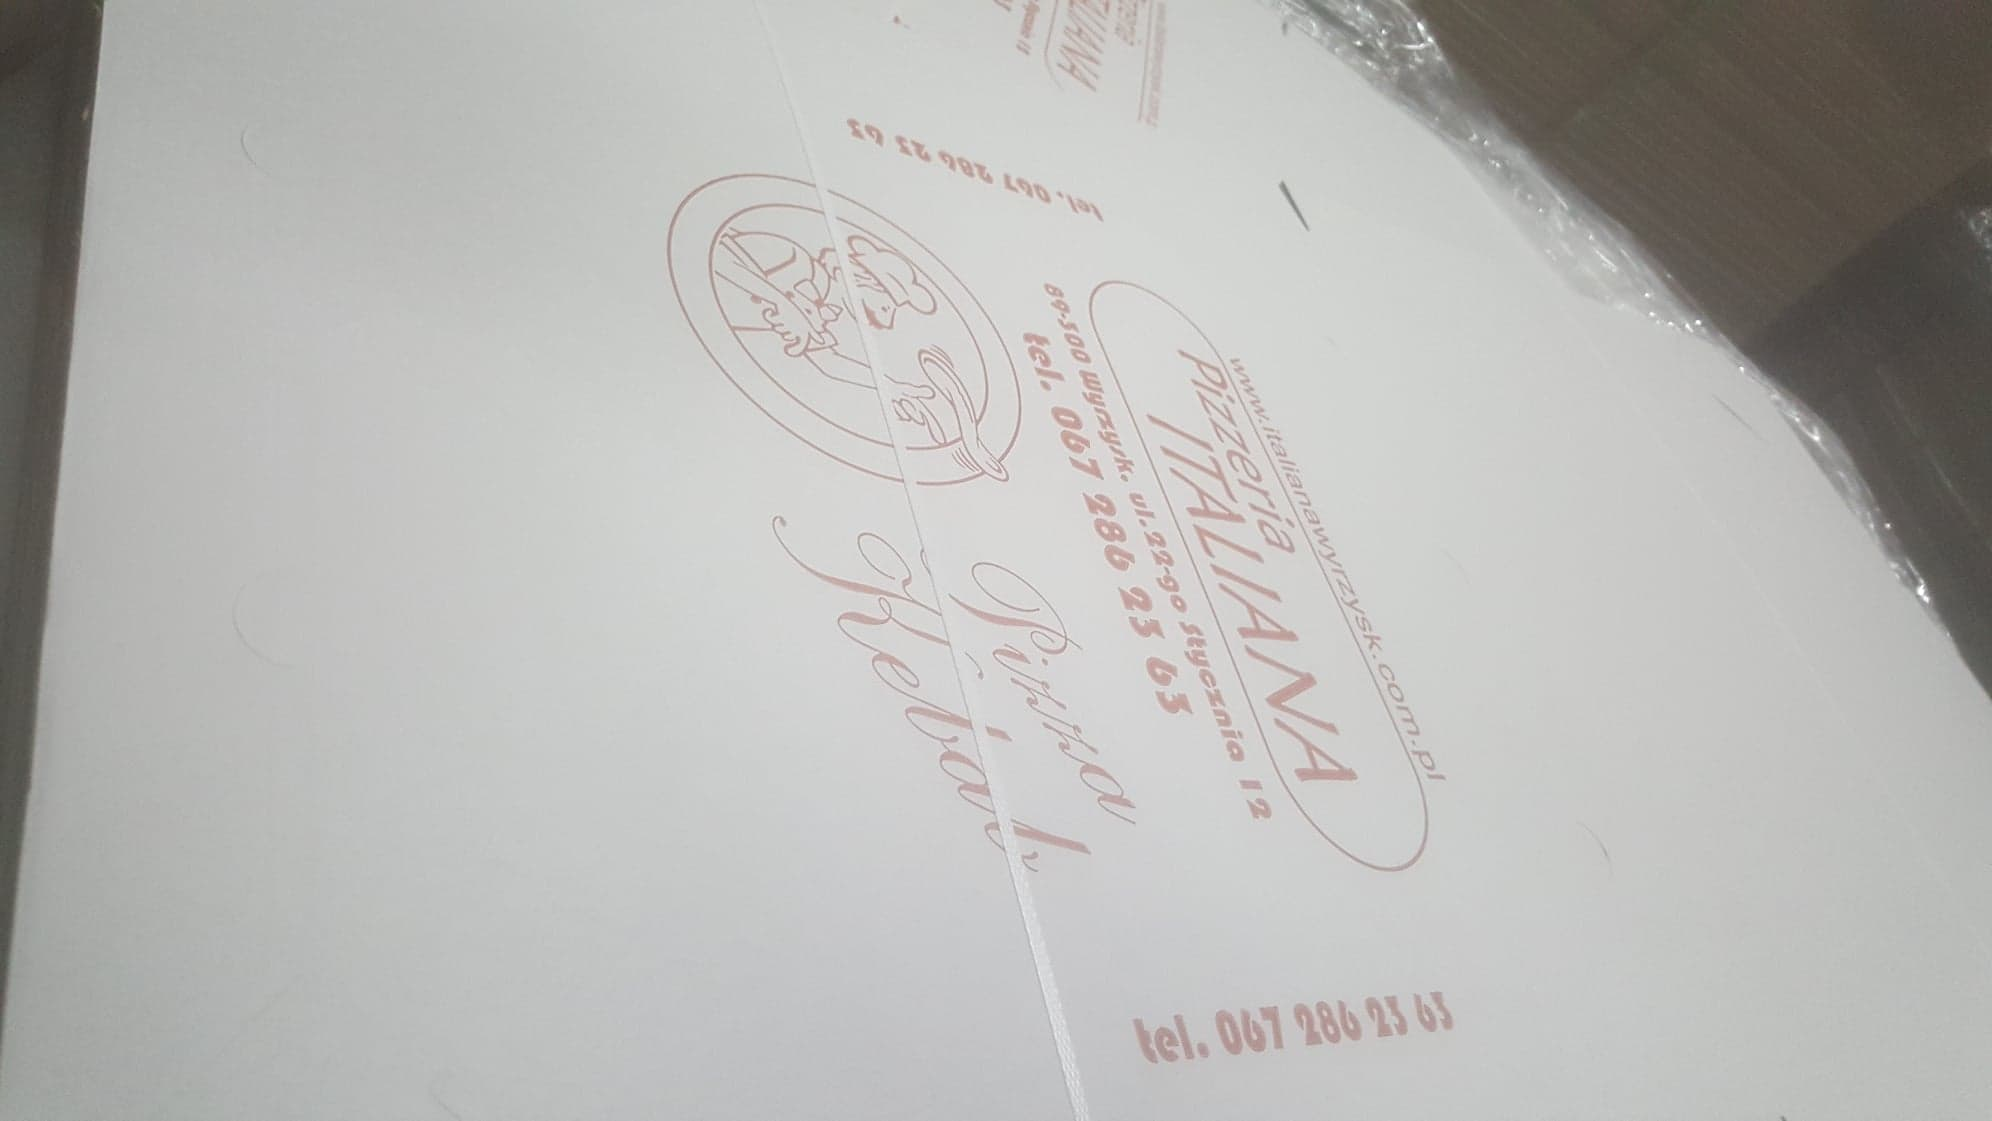 www.italianawyrzysk.com.pl
Pizzeria
ITALIANA
89-300 Wyrzysk. ul.22-go Stycznia 12
tel. 067 286 23 63
Pizza
Kebab
tel. 067 286 23 63
tel. 067 286 23 63